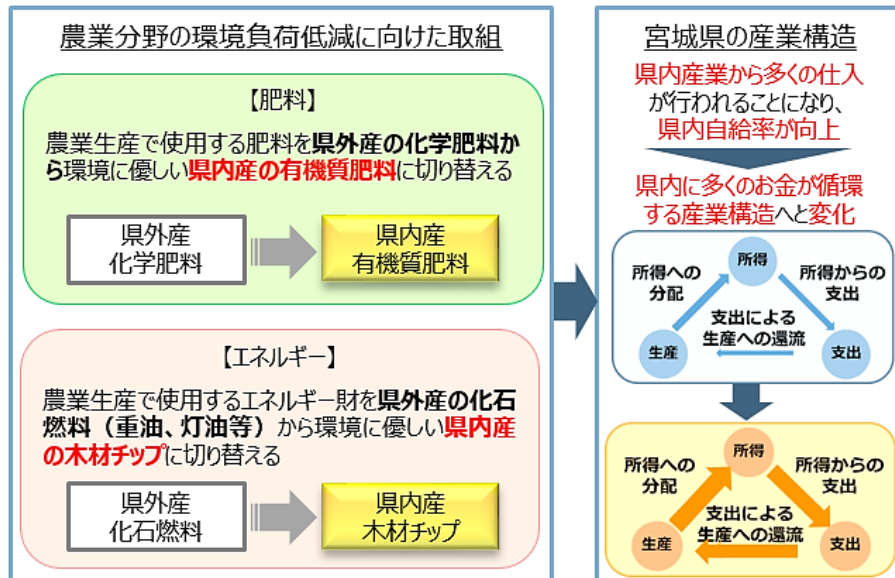 農業分野の環境負荷低減に向けた取組
【肥料】
農業生産で使用する肥料を県外産の化学肥料か
ら環境に優しい県内産の有機質肥料に切り替える
県外産
化学肥料
県内産
有機質肥料
【エネルギー】
農業生産で使用するエネルギー財を県外産の化石
燃料（重油、灯油等）から環境に優しい県内産
の木材チップに切り替える
県外産
化石燃料
県内産
木材チップ
宮城県の産業構造
県内産業から多くの仕入
が行われることになり、
県内自給率が向上
県内に多くのお金が循環
する産業構造へと変化
所得
所得への
分配
所得からの
支出
支出による
生産への還流
生産
支出
所得
所得への
分配
所得からの
支出
支出による
生産への還流
生産
支出